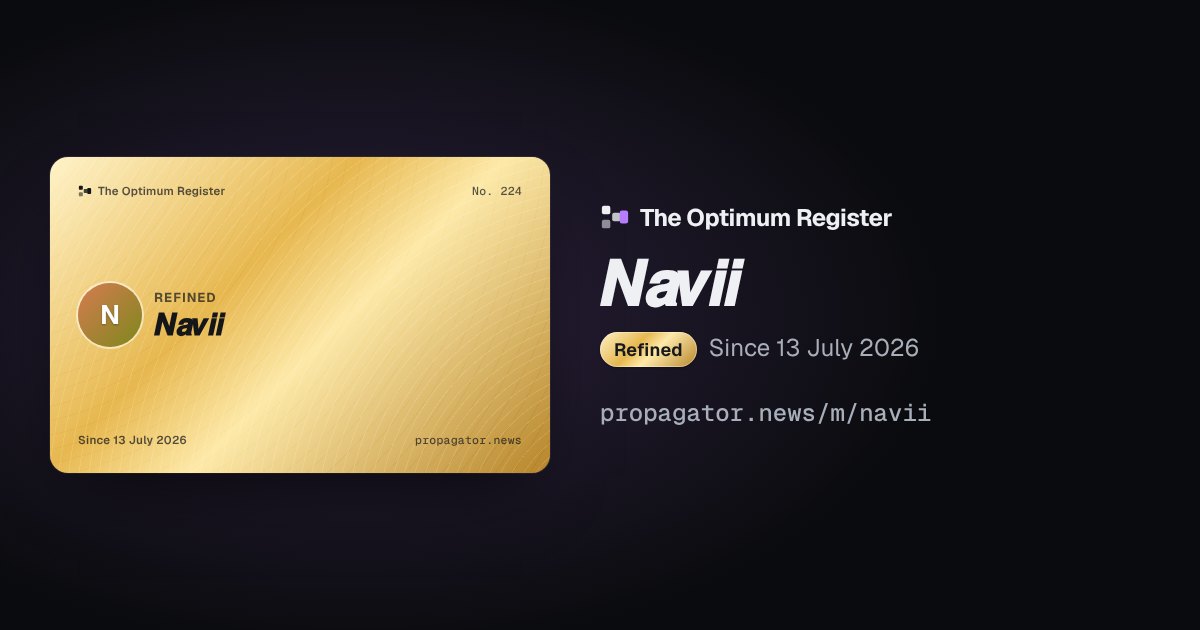 The Optimum Register
No. 224
N
REFINED
Navii
Since 13 July 2026
propagator.news
The Optimum Register
Navii
Refined
Since 13 July 2026
propagator.news/m/navii